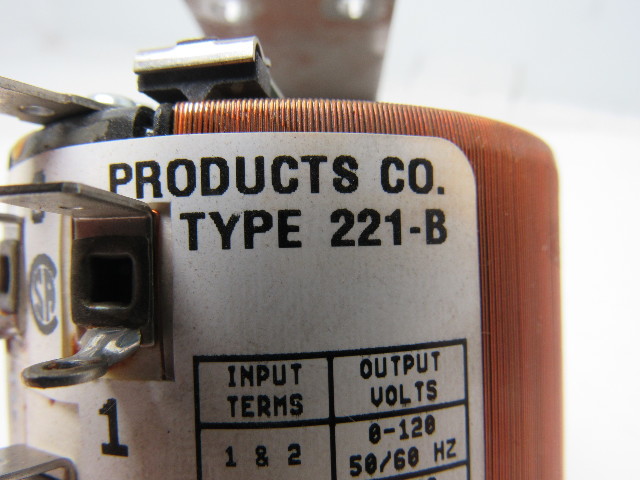 PRODUCTS CO.
TYPE 221-B
INPUT TERMS
OUTPUT VOLTS
1 & 2
0-120 50/60 HZ
1